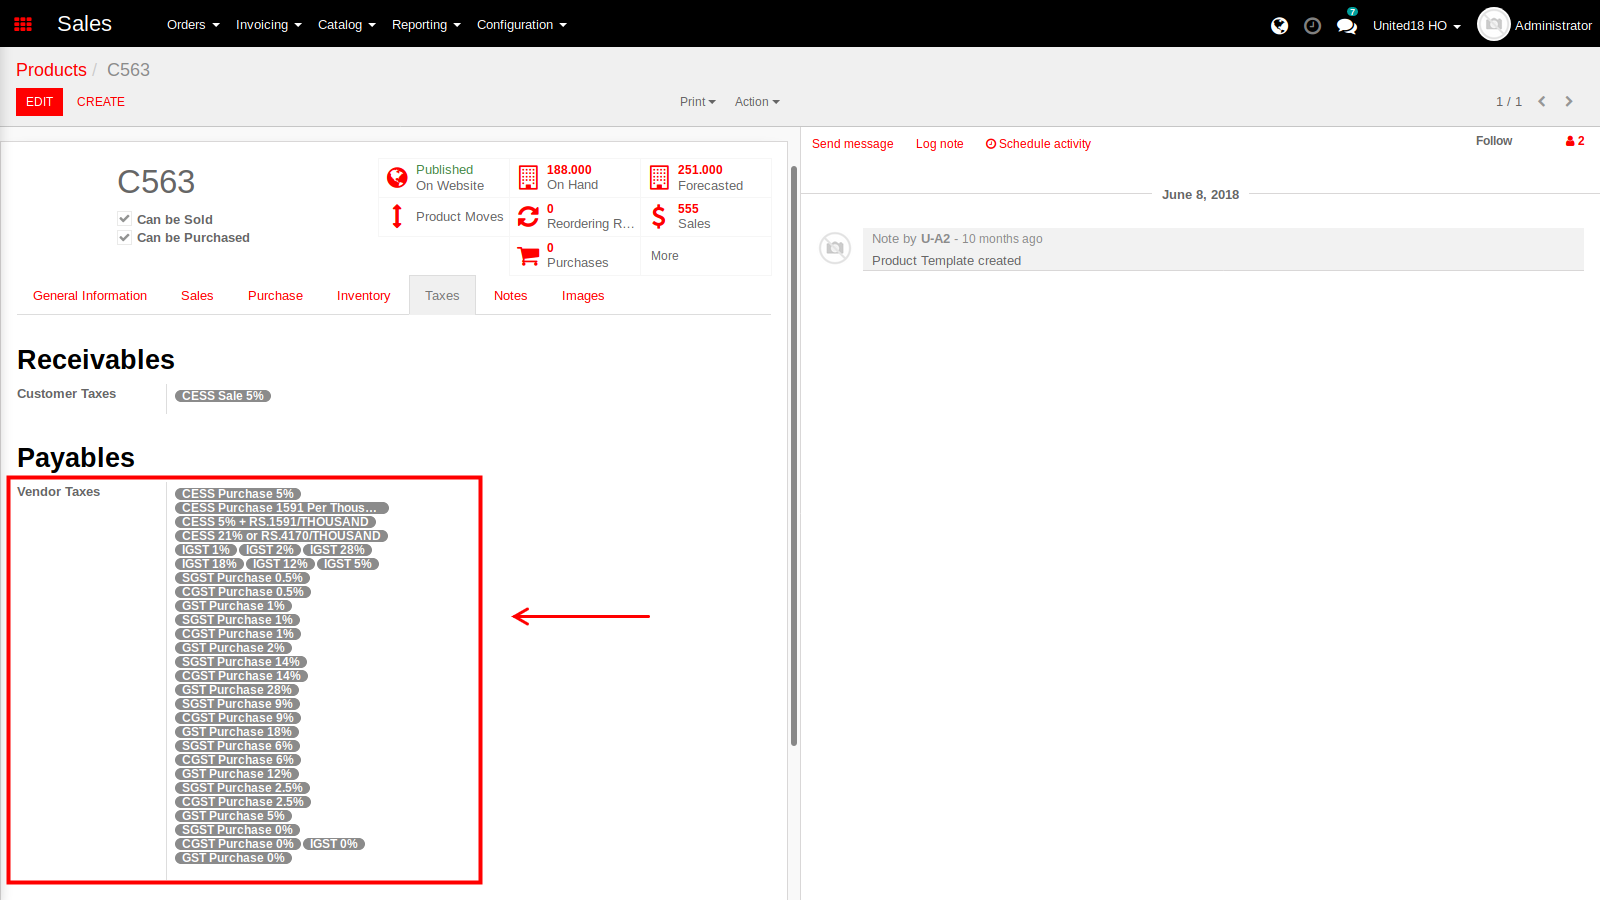 Sales
Orders Invoicing Catalog Reporting Configuration
7
United18 HO
Administrator
Products / C563
EDIT CREATE
Print Action
1 / 1
C563
Can be Sold
Can be Purchased
Published
On Website
188.000
On Hand
251.000
Forecasted
Product Moves
0
Reordering R...
555
Sales
0
Purchases
More
General Information Sales Purchase Inventory Taxes Notes Images
Receivables
Customer Taxes CESS Sale 5%
Payables
Vendor Taxes CESS Purchase 5%
CESS Purchase 1591 Per Thous...
CESS 5% + RS.1591/THOUSAND
CESS 21% or RS.4170/THOUSAND
IGST 1% IGST 2% IGST 28%
IGST 18% IGST 12% IGST 5%
SGST Purchase 0.5%
CGST Purchase 0.5%
GST Purchase 1%
SGST Purchase 1%
CGST Purchase 1%
GST Purchase 2%
SGST Purchase 14%
CGST Purchase 14%
GST Purchase 28%
SGST Purchase 9%
CGST Purchase 9%
GST Purchase 18%
SGST Purchase 6%
CGST Purchase 6%
GST Purchase 12%
SGST Purchase 2.5%
CGST Purchase 2.5%
GST Purchase 5%
SGST Purchase 0%
CGST Purchase 0% IGST 0%
GST Purchase 0%
Send message Log note Schedule activity
Follow 2
June 8, 2018
Note by U-A2 - 10 months ago
Product Template created